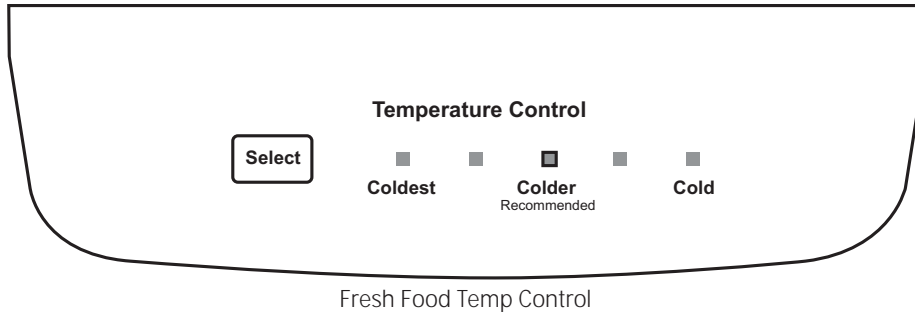 Temperature Control
Select
Coldest Colder Cold
Recommended
Fresh Food Temp Control